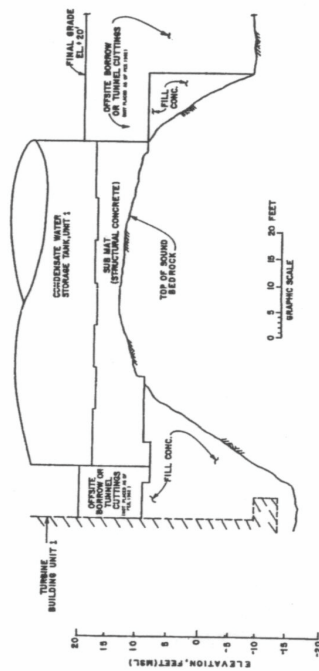 TURBINE
BUILDING UNIT 1
OFFSITE
BORROW OR
TUNNEL
CUTTINGS
CONDENSATE WATER
STORAGE TANK, UNIT 1
SUB MAT
(STRUCTURAL CONCRETE)
FINAL GRADE
EL. + 20'
OFFSITE BORROW
OR TUNNEL CUTTINGS
FILL
CONC.
FILL CONC.
TOP OF SOUND
BEDROCK
0 5 10 20 FEET
GRAPHIC SCALE
ELEVATION, FEET (MSL)
20
15
10
5
0
-5
-10
-15
-20